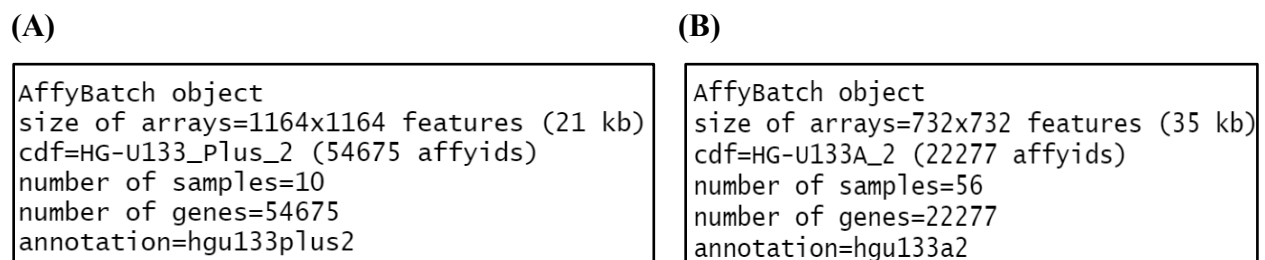 (A)
AffyBatch object
size of arrays=1164x1164 features (21 kb)
cdf=HG-U133_Plus_2 (54675 affyids)
number of samples=10
number of genes=54675
annotation=hgu133plus2
(B)
AffyBatch object
size of arrays=732x732 features (35 kb)
cdf=HG-U133A_2 (22277 affyids)
number of samples=56
number of genes=22277
annotation=hgu133a2